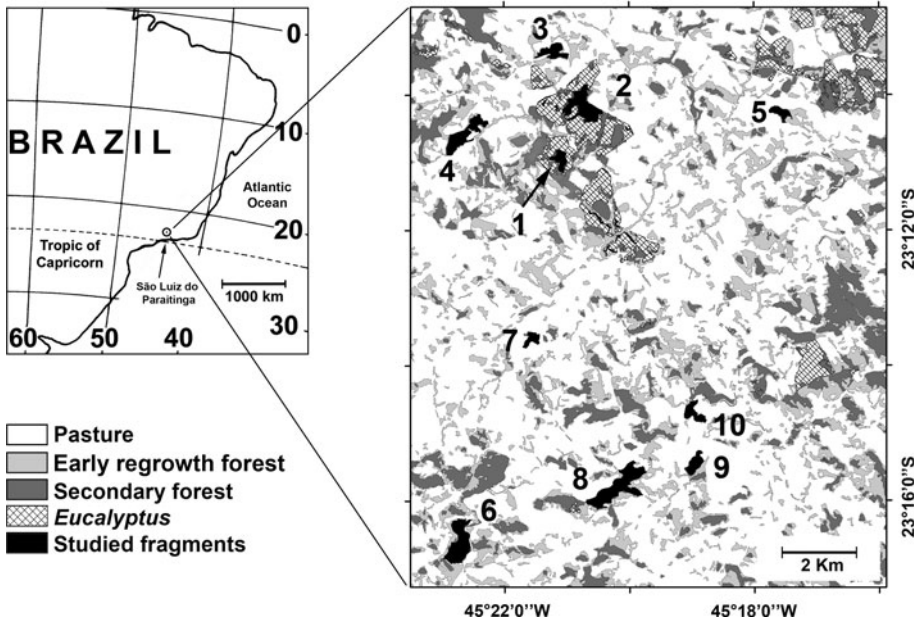 0
BRAZIL
10
Atlantic
Ocean
20
Tropic of
Capricorn
São Luiz do
Paraitinga
1000 km
60
50
40
30
Pasture
Early regrowth forest
Secondary forest
Eucalyptus
Studied fragments
3
2
5
4
1
7
10
9
8
6
2 Km
23°12’0”S
23°16’0”S
45°22’0”W
45°18’0”W